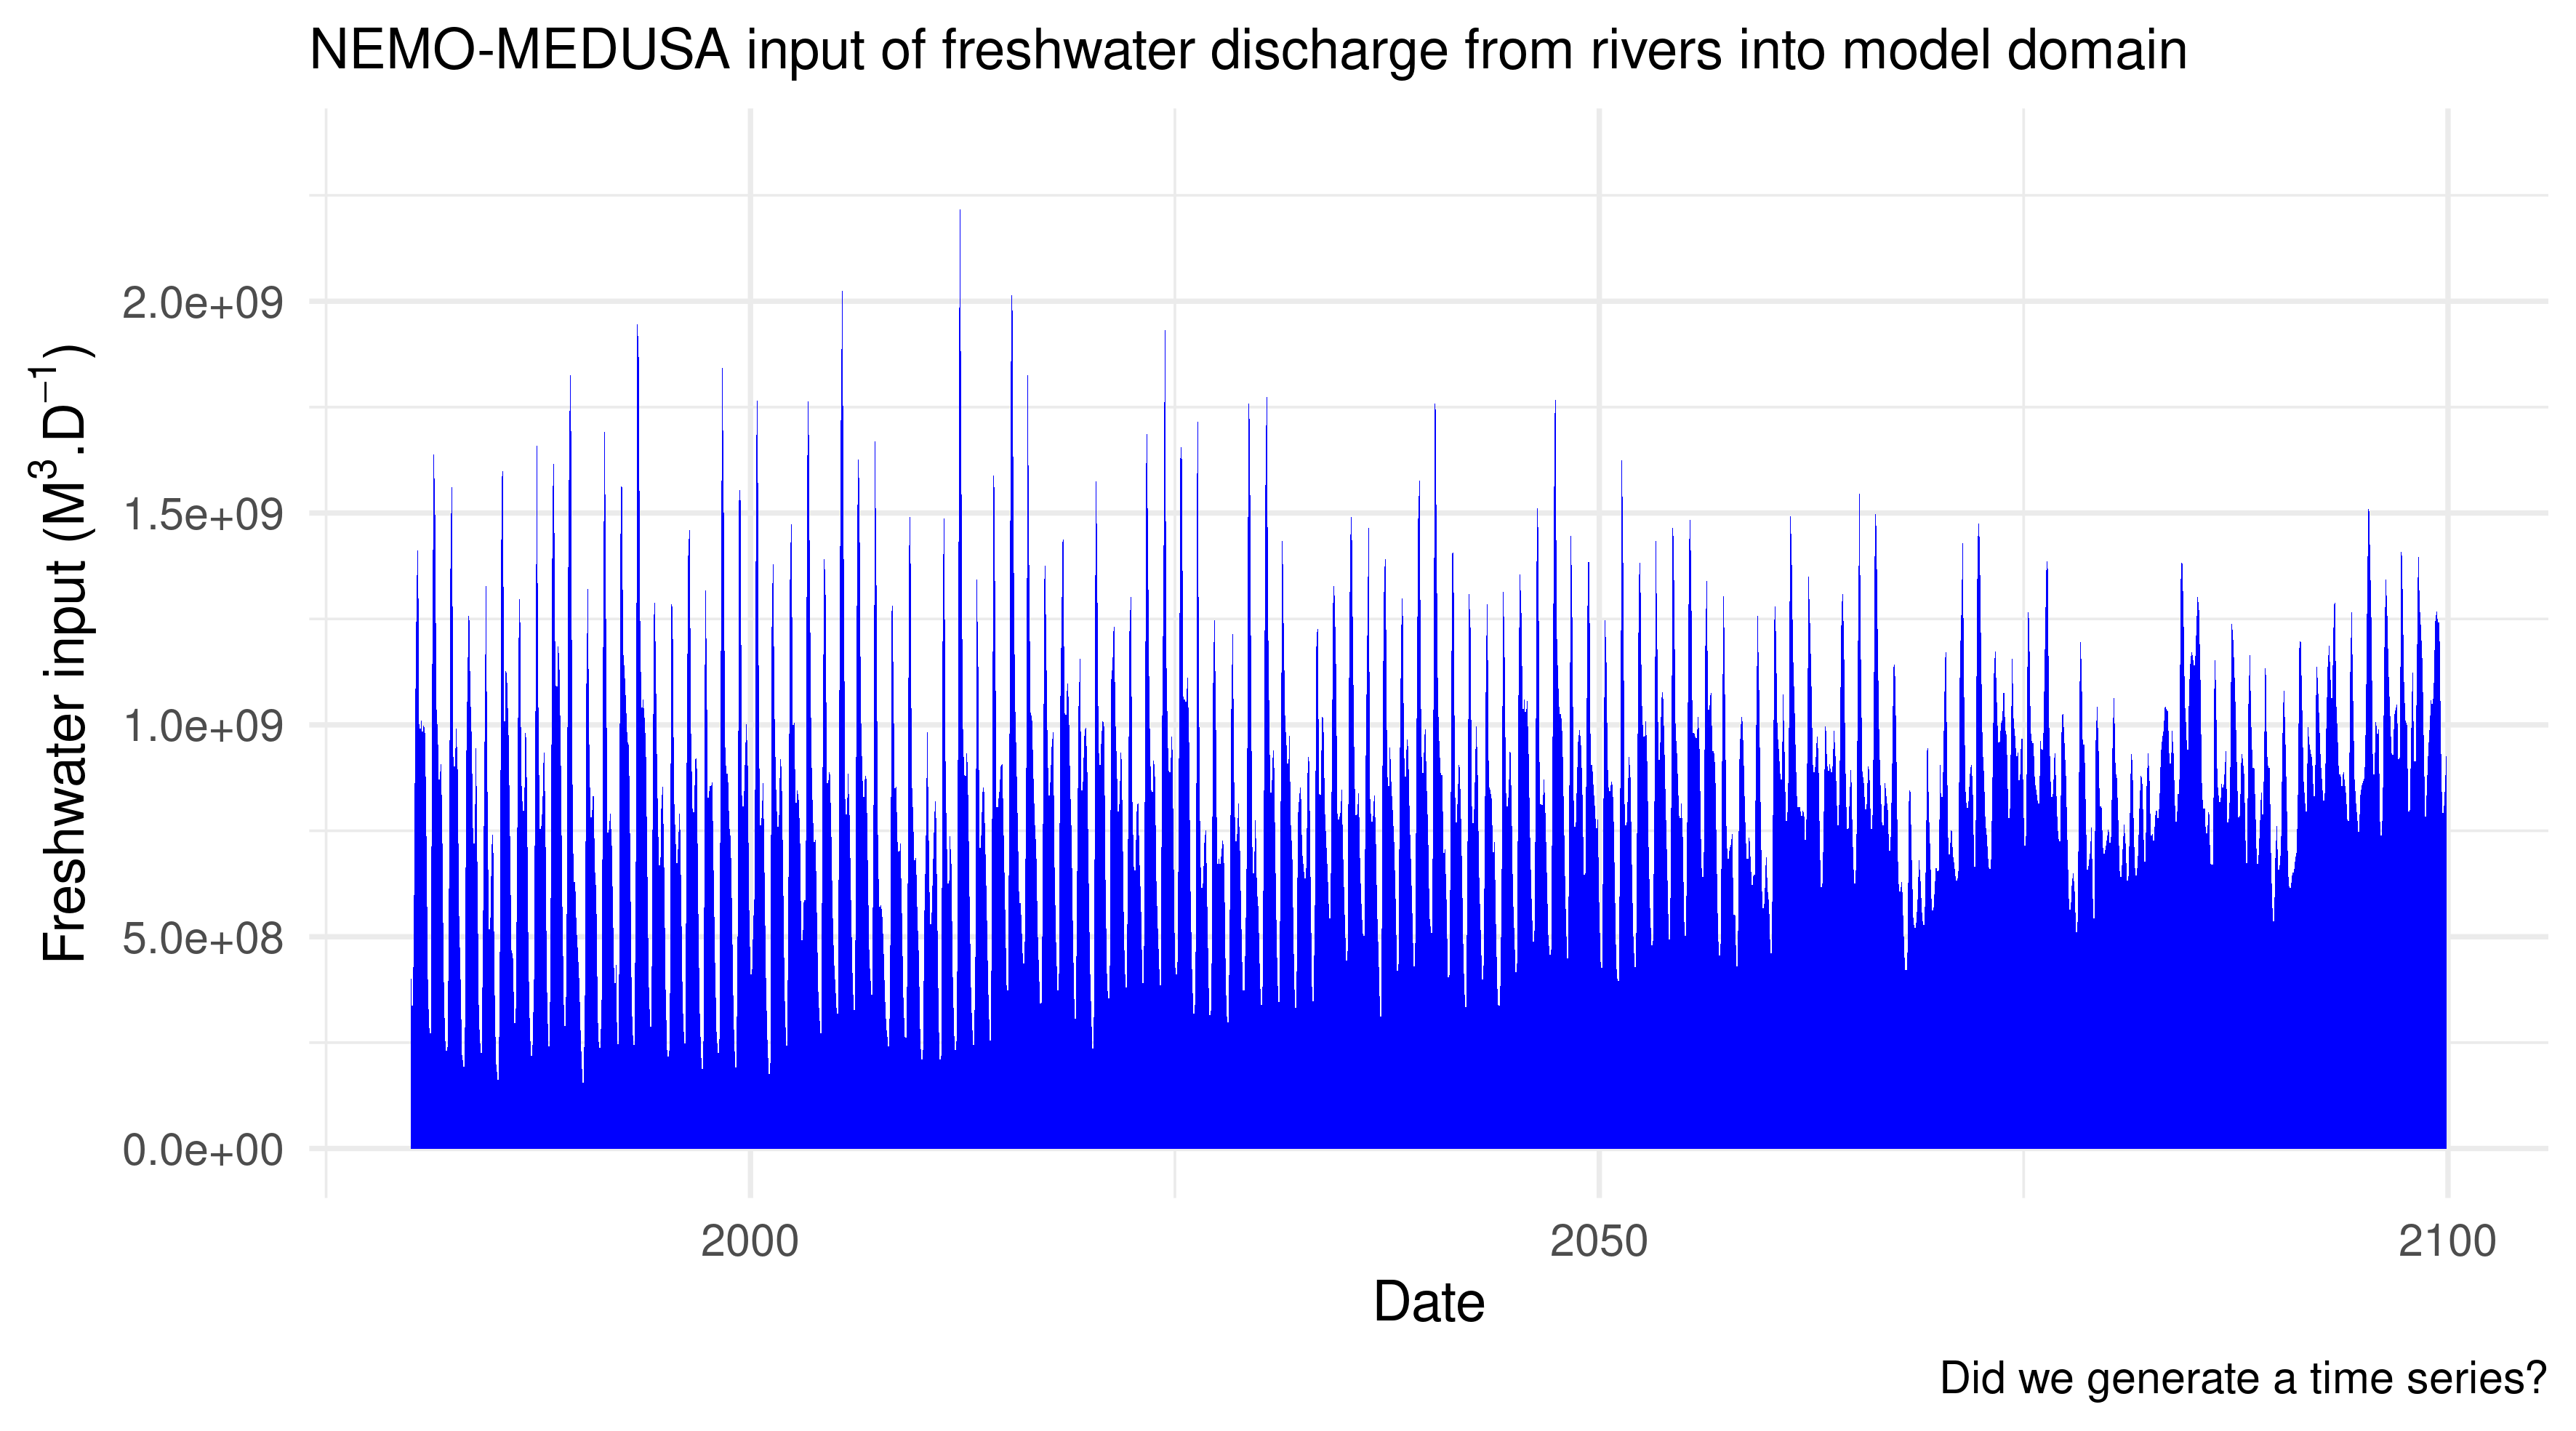 NEMO-MEDUSA input of freshwater discharge from rivers into model domain
Freshwater input (M³.D⁻¹)
2.0e+09
1.5e+09
1.0e+09
5.0e+08
0.0e+00
2000 2050 2100
Date
Did we generate a time series?